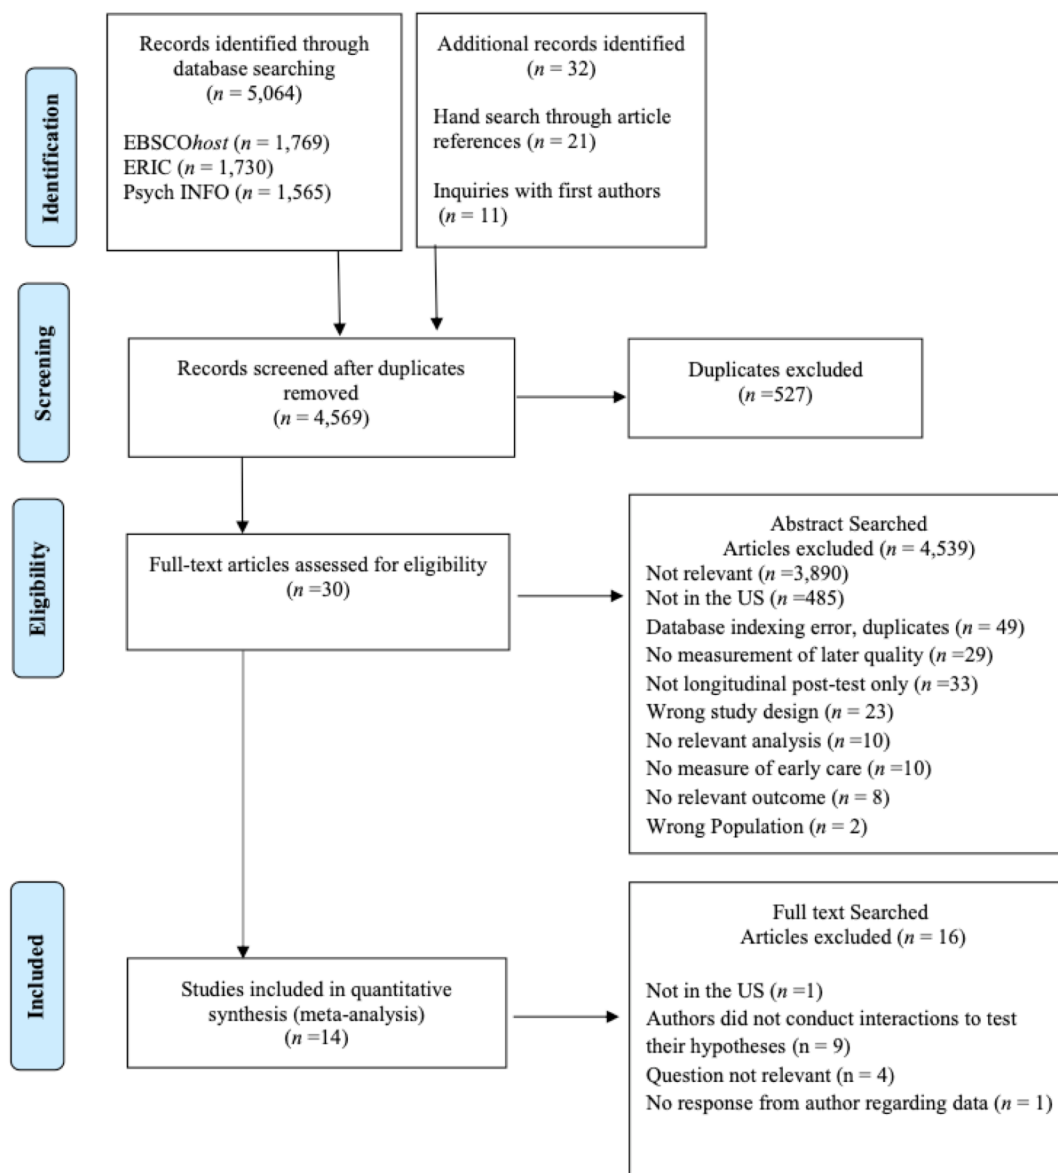 Identification
Records identified through
database searching
(n = 5,064)
EBSCOhost (n = 1,769)
ERIC (n = 1,730)
Psych INFO (n = 1,565)
Additional records identified
(n = 32)
Hand search through article
references (n = 21)
Inquiries with first authors
(n = 11)
Screening
Records screened after duplicates
removed
(n = 4,569)
Duplicates excluded
(n =527)
Eligibility
Full-text articles assessed for eligibility
(n =30)
Abstract Searched
Articles excluded (n = 4,539)
Not relevant (n =3,890)
Not in the US (n =485)
Database indexing error, duplicates (n = 49)
No measurement of later quality (n =29)
Not longitudinal post-test only (n =33)
Wrong study design (n = 23)
No relevant analysis (n =10)
No measure of early care (n =10)
No relevant outcome (n = 8)
Wrong Population (n = 2)
Included
Studies included in quantitative
synthesis (meta-analysis)
(n =14)
Full text Searched
Articles excluded (n = 16)
Not in the US (n =1)
Authors did not conduct interactions to test
their hypotheses (n = 9)
Question not relevant (n = 4)
No response from author regarding data (n = 1)